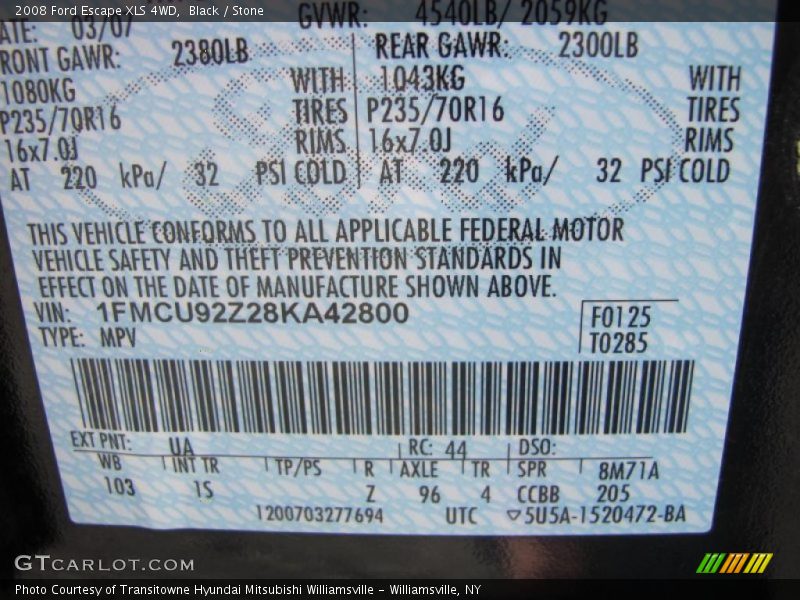 2008 Ford Escape XLS 4WD, Black / Stone
ATE: 03/07 GVWR: 4540LB/ 2059KG
RONT GAWR: 2380LB REAR GAWR: 2300LB
1080KG WITH 1043KG WITH
P235/70R16 TIRES P235/70R16 TIRES
16x7.0J RIMS 16x7.0J RIMS
AT 220 kPa/ 32 PSI COLD AT 220 kPa/ 32 PSI COLD
THIS VEHICLE CONFORMS TO ALL APPLICABLE FEDERAL MOTOR
VEHICLE SAFETY AND THEFT PREVENTION STANDARDS IN
EFFECT ON THE DATE OF MANUFACTURE SHOWN ABOVE.
VIN: 1FMCU92Z28KA42800 F0125
TYPE: MPV T0285
EXT PNT: UA RC: 44 DSO:
WB INT TR TP/PS R AXLE TR SPR 8M71A
103 1S Z 96 4 CCBB 205
1200703277694 UTC ▽5U5A-1520472-BA
GTCARLOT.COM
Photo Courtesy of Transitowne Hyundai Mitsubishi Williamsville – Williamsville, NY